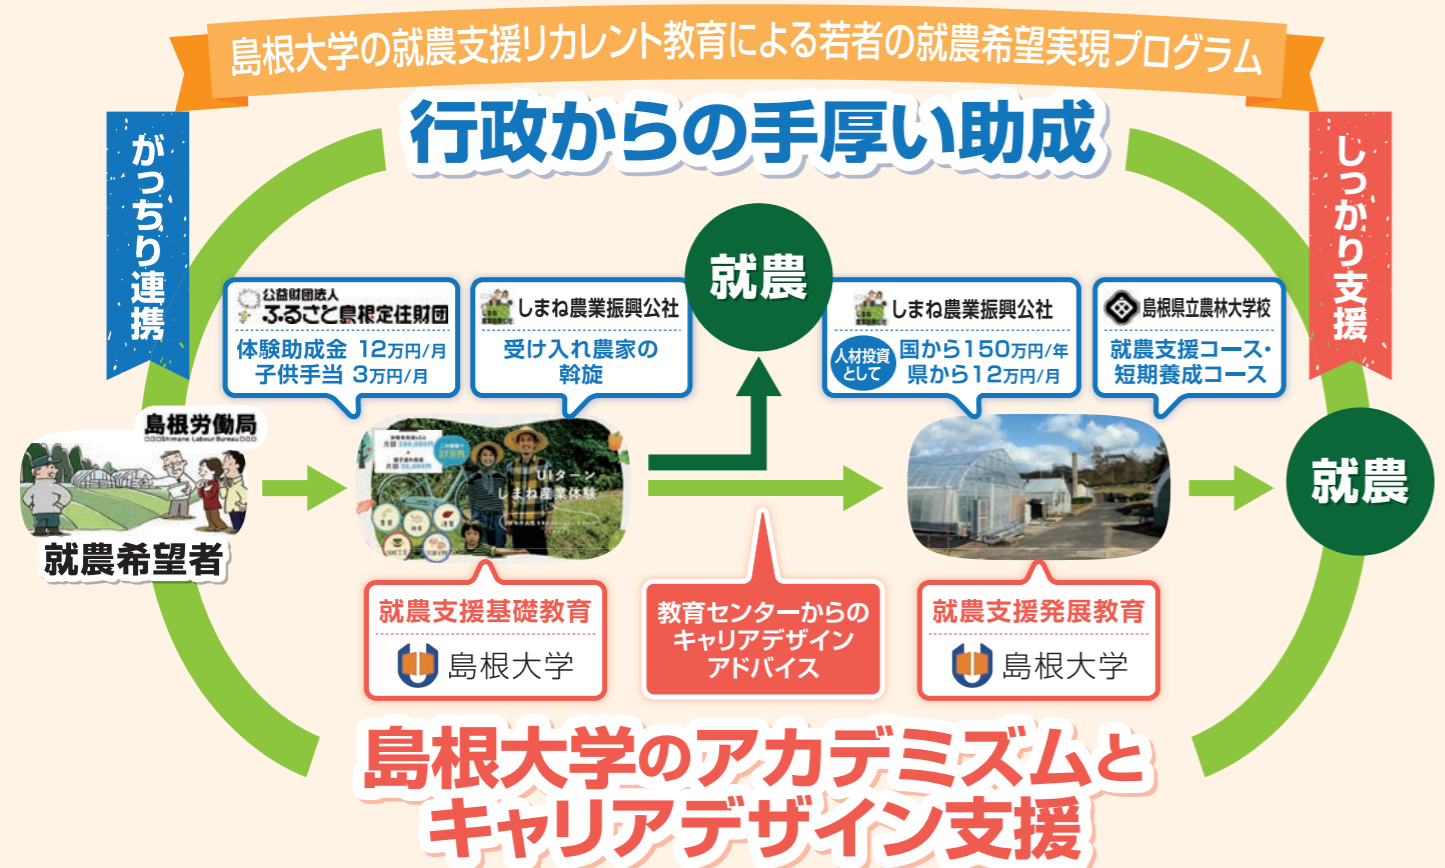 島根大学の就農支援リカレント教育による若者の就農希望実現プログラム
行政からの手厚い助成
がっちり連携
しっかり支援
就農
公益財団法人
ふるさと島根定住財団
体験助成金 12万円/月
子供手当 3万円/月
しまね農業振興公社
受け入れ農家の
斡旋
しまね農業振興公社
人材投資
として
国から150万円/年
県から12万円/月
島根県立農林大学校
就農支援コース・
短期養成コース
島根労働局
Shimane Labour Bureau
就農希望者
UIターン
しまね産業体験
就農
就農支援基礎教育
島根大学
教育センターからの
キャリアデザイン
アドバイス
就農支援発展教育
島根大学
島根大学のアカデミズムと
キャリアデザイン支援